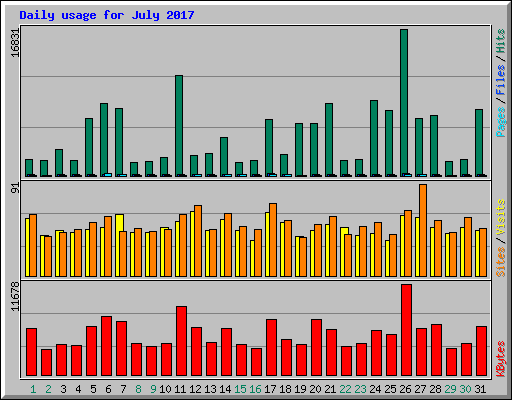 Daily usage for July 2017
16831
Pages / Files / Hits
91
Sites / Visits
11678
KBytes
1 2 3 4 5 6 7 8 9 10 11 12 13 14 15 16 17 18 19 20 21 22 23 24 25 26 27 28 29 30 31